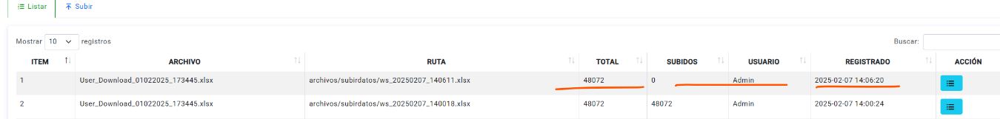 Listar Subir
Mostrar 10 registros Buscar:
ITEM ARCHIVO RUTA TOTAL SUBIDOS USUARIO REGISTRADO ACCIÓN
1 User_Download_01022025_173445.xlsx archivos/subirdatos/ws_20250207_140611.xlsx 48072 0 Admin 2025-02-07 14:06:20
2 User_Download_01022025_173445.xlsx archivos/subirdatos/ws_20250207_140018.xlsx 48072 48072 Admin 2025-02-07 14:00:24